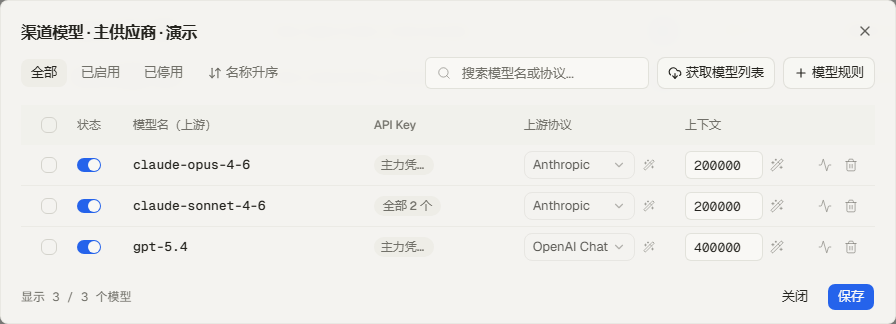 渠道模型 · 主供应商 · 演示
全部 已启用 已停用 名称升序 搜索模型名或协议... 获取模型列表 模型规则
状态 模型名（上游） API Key 上游协议 上下文
claude-opus-4-6 主力凭... Anthropic 200000
claude-sonnet-4-6 全部 2 个 Anthropic 200000
gpt-5.4 主力凭... OpenAI Chat 400000
显示 3 / 3 个模型 关闭 保存